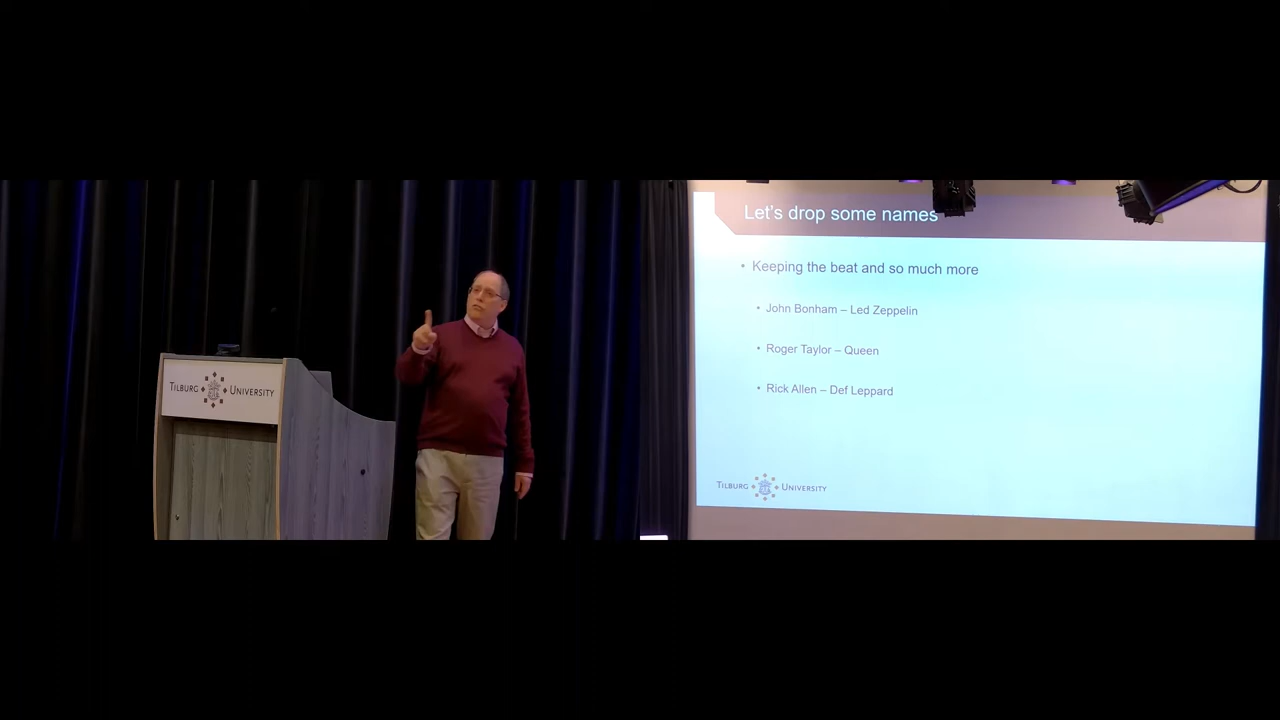 TILBURG UNIVERSITY
Let's drop some names
• Keeping the beat and so much more
• John Bonham – Led Zeppelin
• Roger Taylor – Queen
• Rick Allen – Def Leppard
TILBURG UNIVERSITY